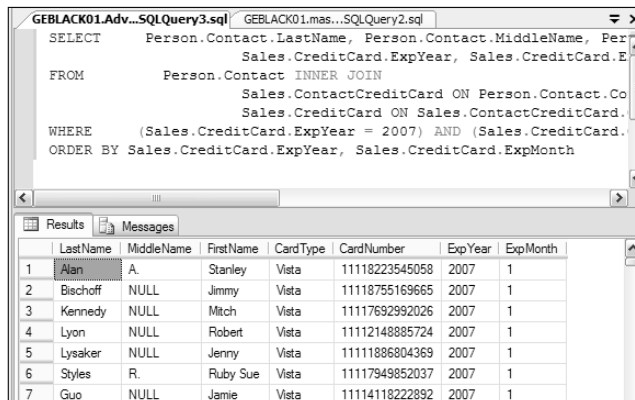 GEBLACK01.Adv...SQLQuery3.sql GEBLACK01.mas...SQLQuery2.sql
SELECT Person.Contact.LastName, Person.Contact.MiddleName, Per
Sales.CreditCard.ExpYear, Sales.CreditCard.E
FROM Person.Contact INNER JOIN
Sales.ContactCreditCard ON Person.Contact.Co
Sales.CreditCard ON Sales.ContactCreditCard.
WHERE (Sales.CreditCard.ExpYear = 2007) AND (Sales.CreditCard.
ORDER BY Sales.CreditCard.ExpYear, Sales.CreditCard.ExpMonth
Results Messages
LastName MiddleName FirstName CardType CardNumber ExpYear ExpMonth
1 Alan A. Stanley Vista 11118223545058 2007 1
2 Bischoff NULL Jimmy Vista 11118755169665 2007 1
3 Kennedy NULL Mitch Vista 11117692992026 2007 1
4 Lyon NULL Robert Vista 11112148885724 2007 1
5 Lysaker NULL Jenny Vista 11111886804369 2007 1
6 Styles R. Ruby Sue Vista 11117949852037 2007 1
7 Guo NULL Jamie Vista 11114118222892 2007 1